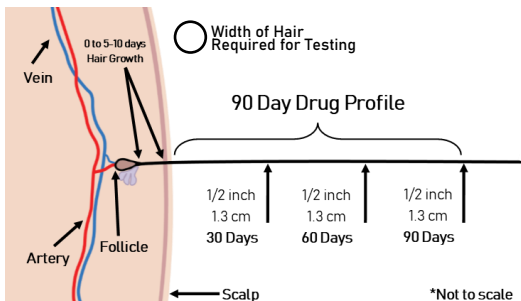 Width of Hair
Required for Testing
0 to 5-10 days
Hair Growth
Vein
90 Day Drug Profile
1/2 inch
1.3 cm
30 Days
1/2 inch
1.3 cm
60 Days
1/2 inch
1.3 cm
90 Days
Follicle
Artery
Scalp
*Not to scale